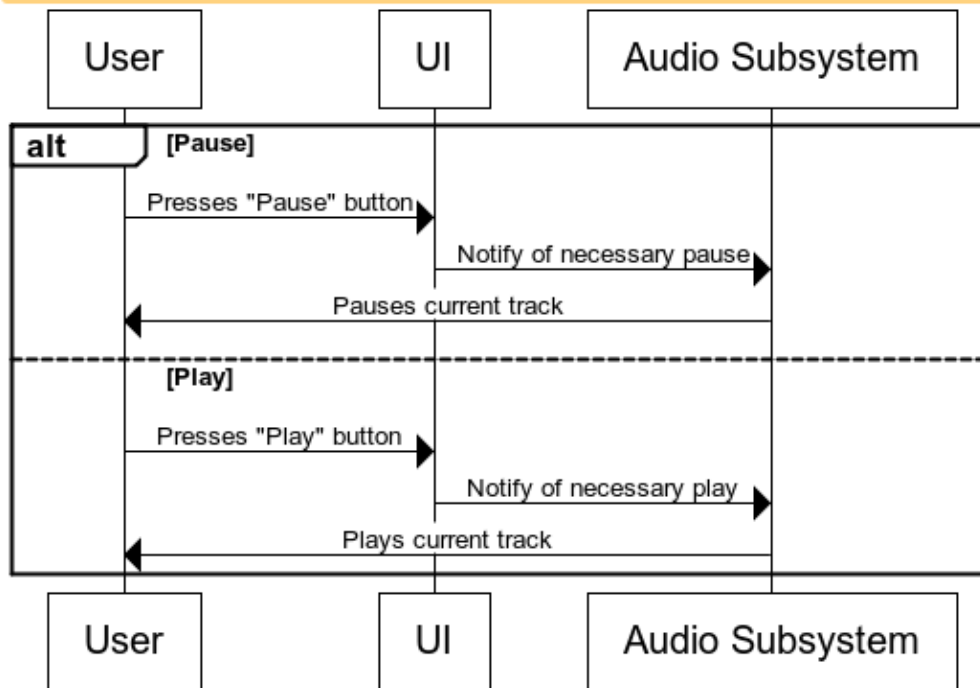 User
UI
Audio Subsystem
alt
[Pause]
Presses "Pause" button
Notify of necessary pause
Pauses current track
[Play]
Presses "Play" button
Notify of necessary play
Plays current track
User
UI
Audio Subsystem